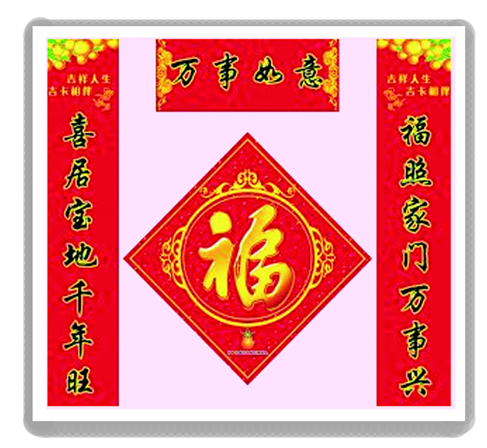 万事如意
吉祥人生
吉卡相伴
喜居宝地千年旺
福
吉祥人生
吉卡相伴
福照家门万事兴